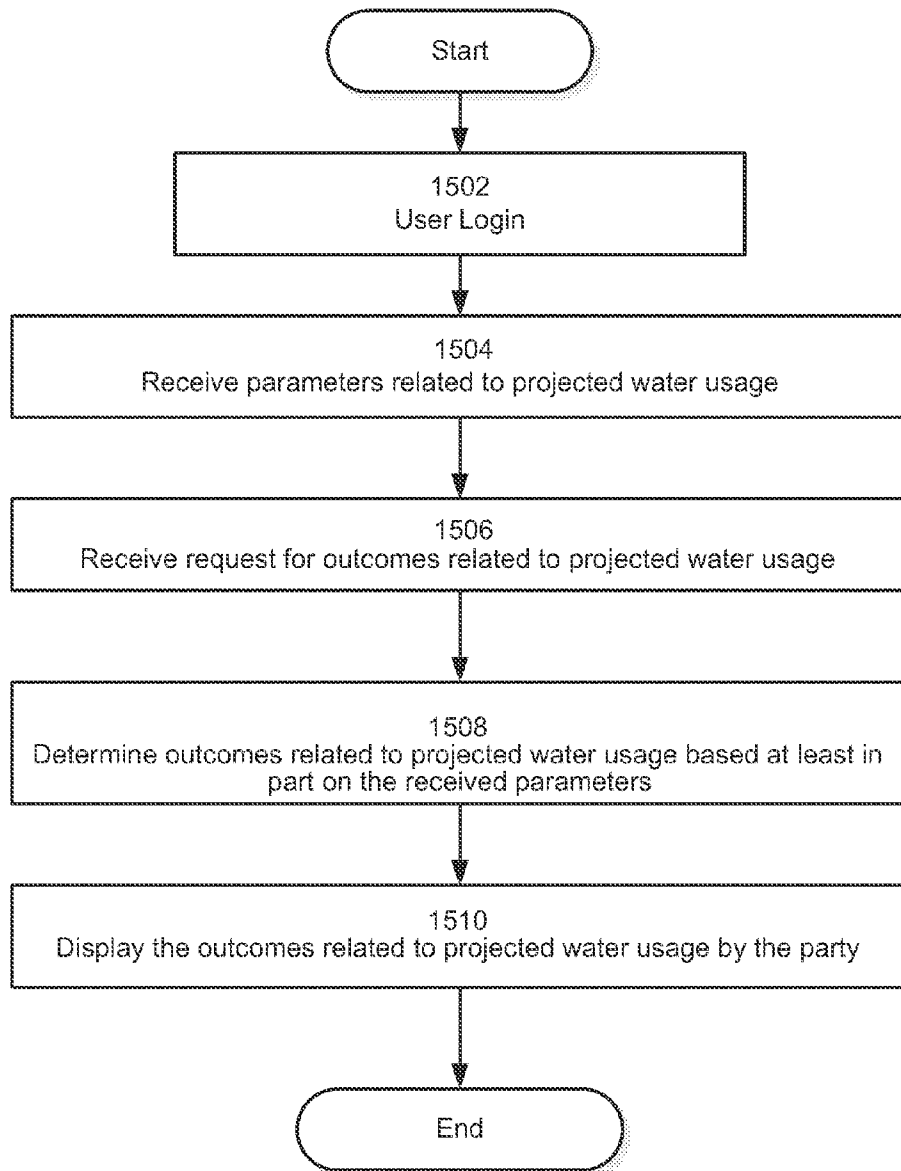 Start
1502
User Login
1504
Receive parameters related to projected water usage
1506
Receive request for outcomes related to projected water usage
1508
Determine outcomes related to projected water usage based at least in
part on the received parameters
1510
Display the outcomes related to projected water usage by the party
End